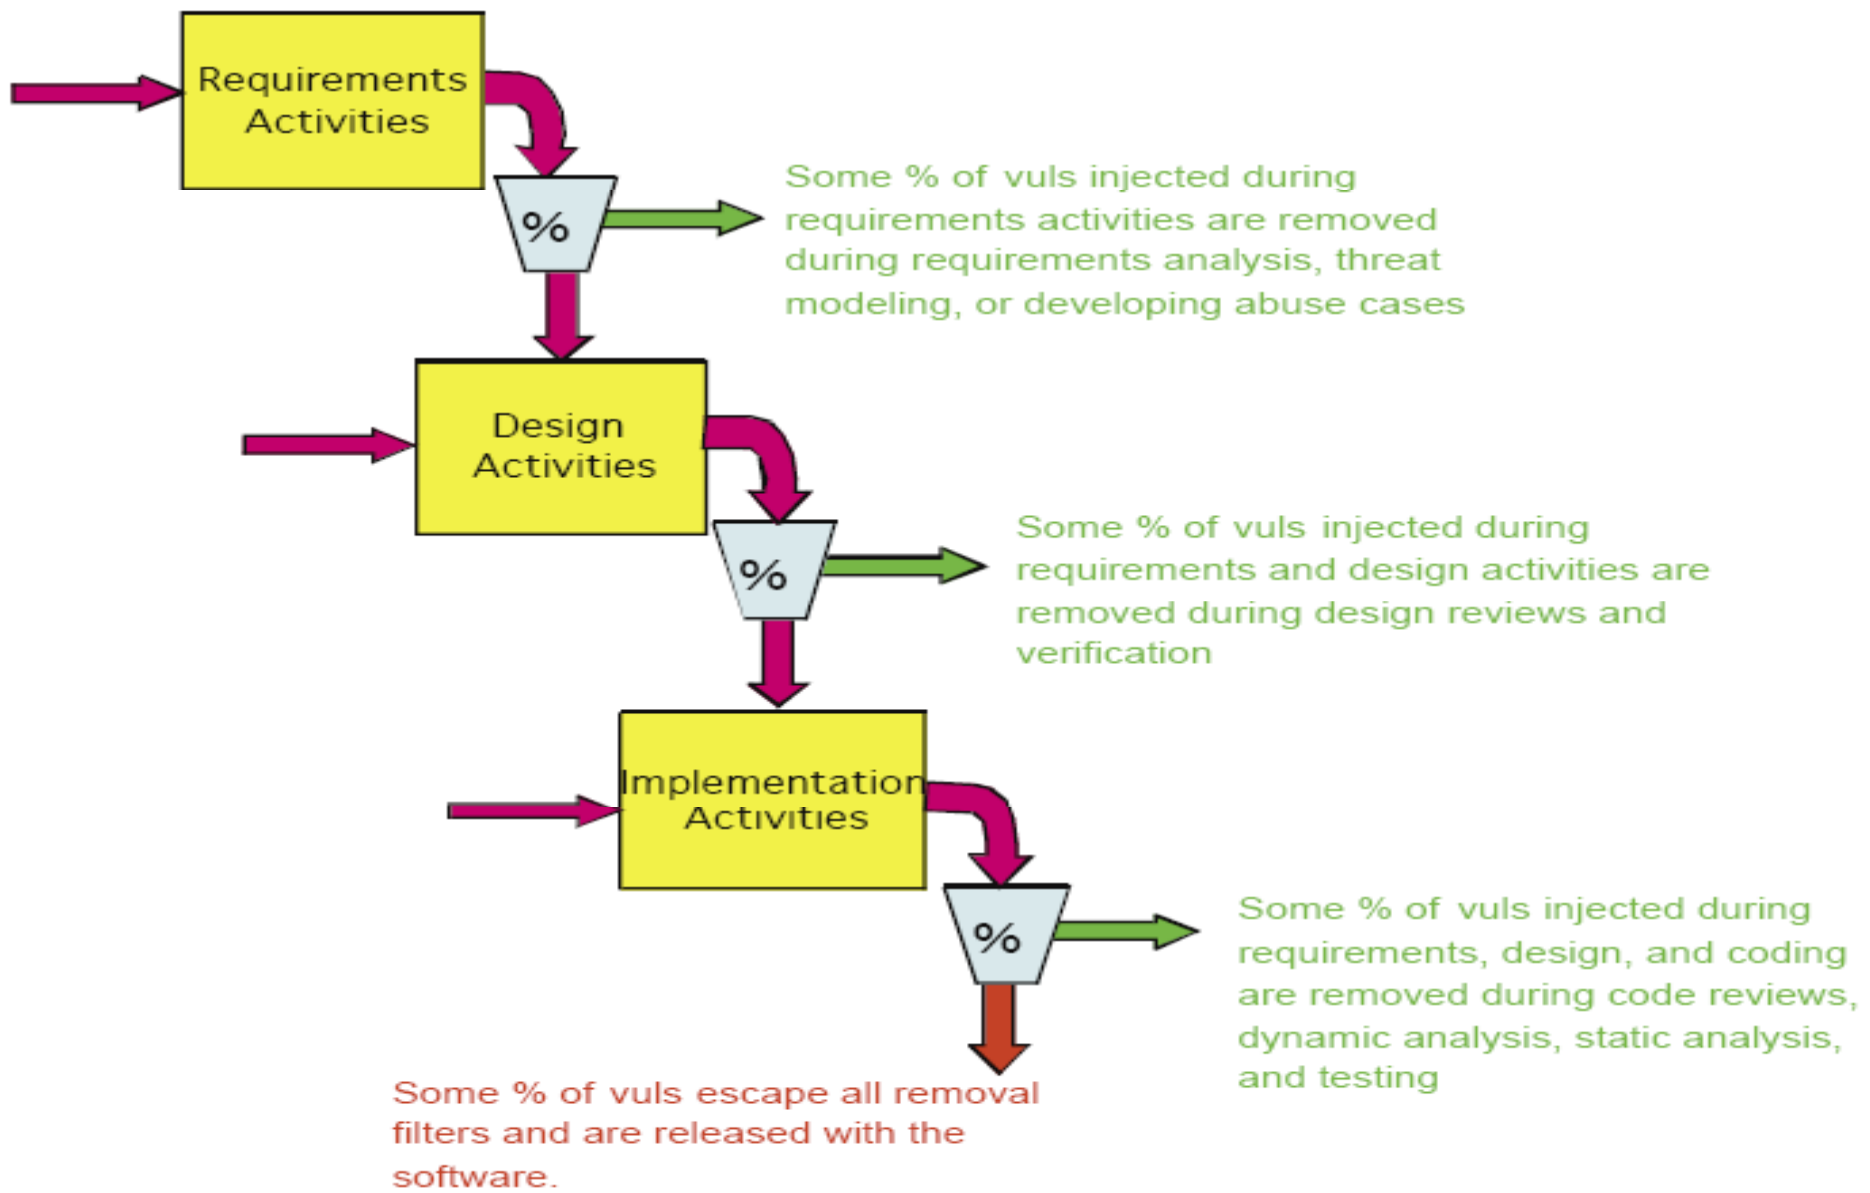 Requirements
Activities
%
Some % of vuls injected during
requirements activities are removed
during requirements analysis, threat
modeling, or developing abuse cases
Design
Activities
%
Some % of vuls injected during
requirements and design activities are
removed during design reviews and
verification
Implementation
Activities
%
Some % of vuls injected during
requirements, design, and coding
are removed during code reviews,
dynamic analysis, static analysis,
and testing
Some % of vuls escape all removal
filters and are released with the
software.